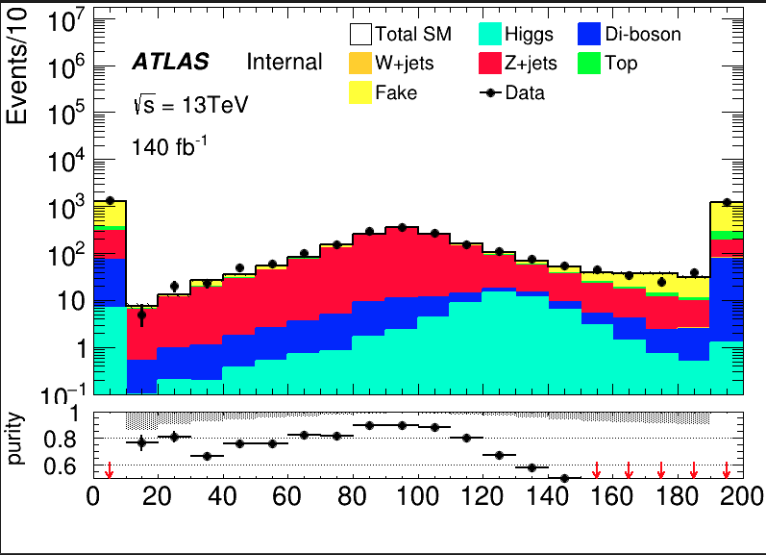 10⁷
10⁶
10⁵
10⁴
10³
10²
10
1
10⁻¹
Events/10
ATLAS Internal
√s = 13TeV
140 fb⁻¹
Total SM
Higgs
Di-boson
W+jets
Z+jets
Top
Fake
Data
purity
1
0.8
0.6
0 20 40 60 80 100 120 140 160 180 200